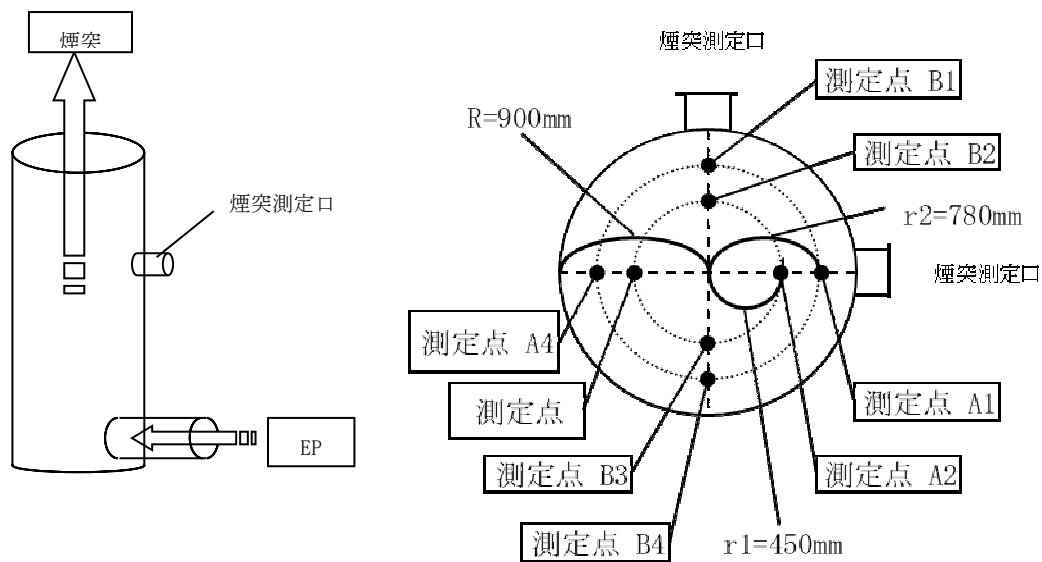 煙突
煙突測定口
EP
煙突測定口
測定点 B1
R=900mm
測定点 B2
r2=780mm
煙突測定口
測定点 A4
測定点
測定点 A1
測定点 B3
測定点 A2
測定点 B4
r1=450mm